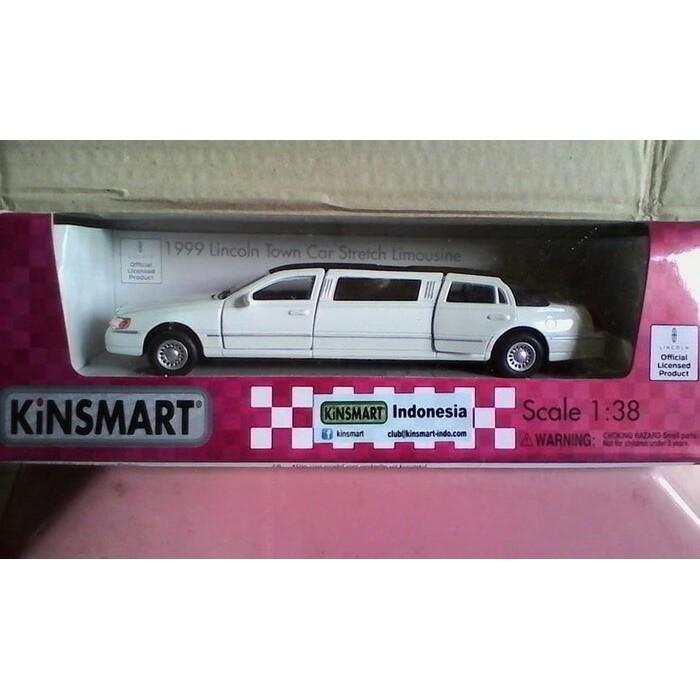 1999 Lincoln Town Car Stretch Limousine
Official
Licensed
Product
LINCOLN
Official
Licensed
Product
KiNSMART®
KiNSMART Indonesia
f kinsmart
club@kinsmart-indo.com
Scale 1:38
WARNING: CHOKING HAZARD-Small parts.
Not for children under 3 years.